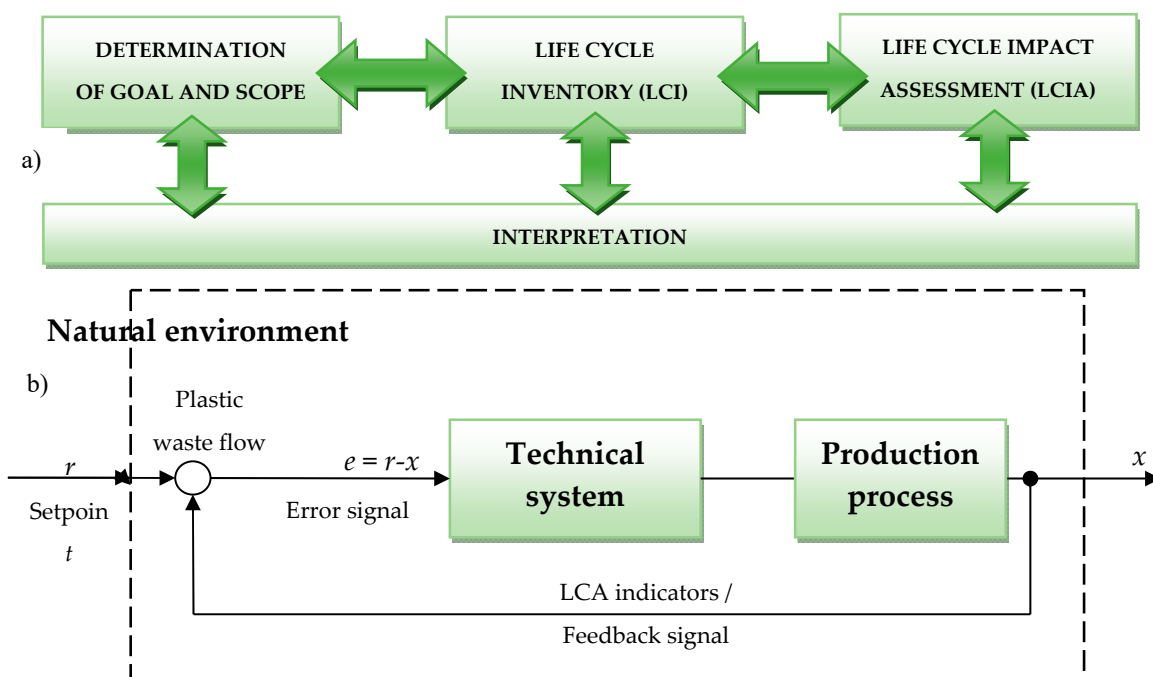 DETERMINATION
OF GOAL AND SCOPE
LIFE CYCLE
INVENTORY (LCI)
LIFE CYCLE IMPACT
ASSESSMENT (LCIA)
a)
INTERPRETATION
Natural environment
b)
Plastic
waste flow
r
Setpoin
t
e = r-x
Error signal
Technical
system
Production
process
x
LCA indicators /
Feedback signal